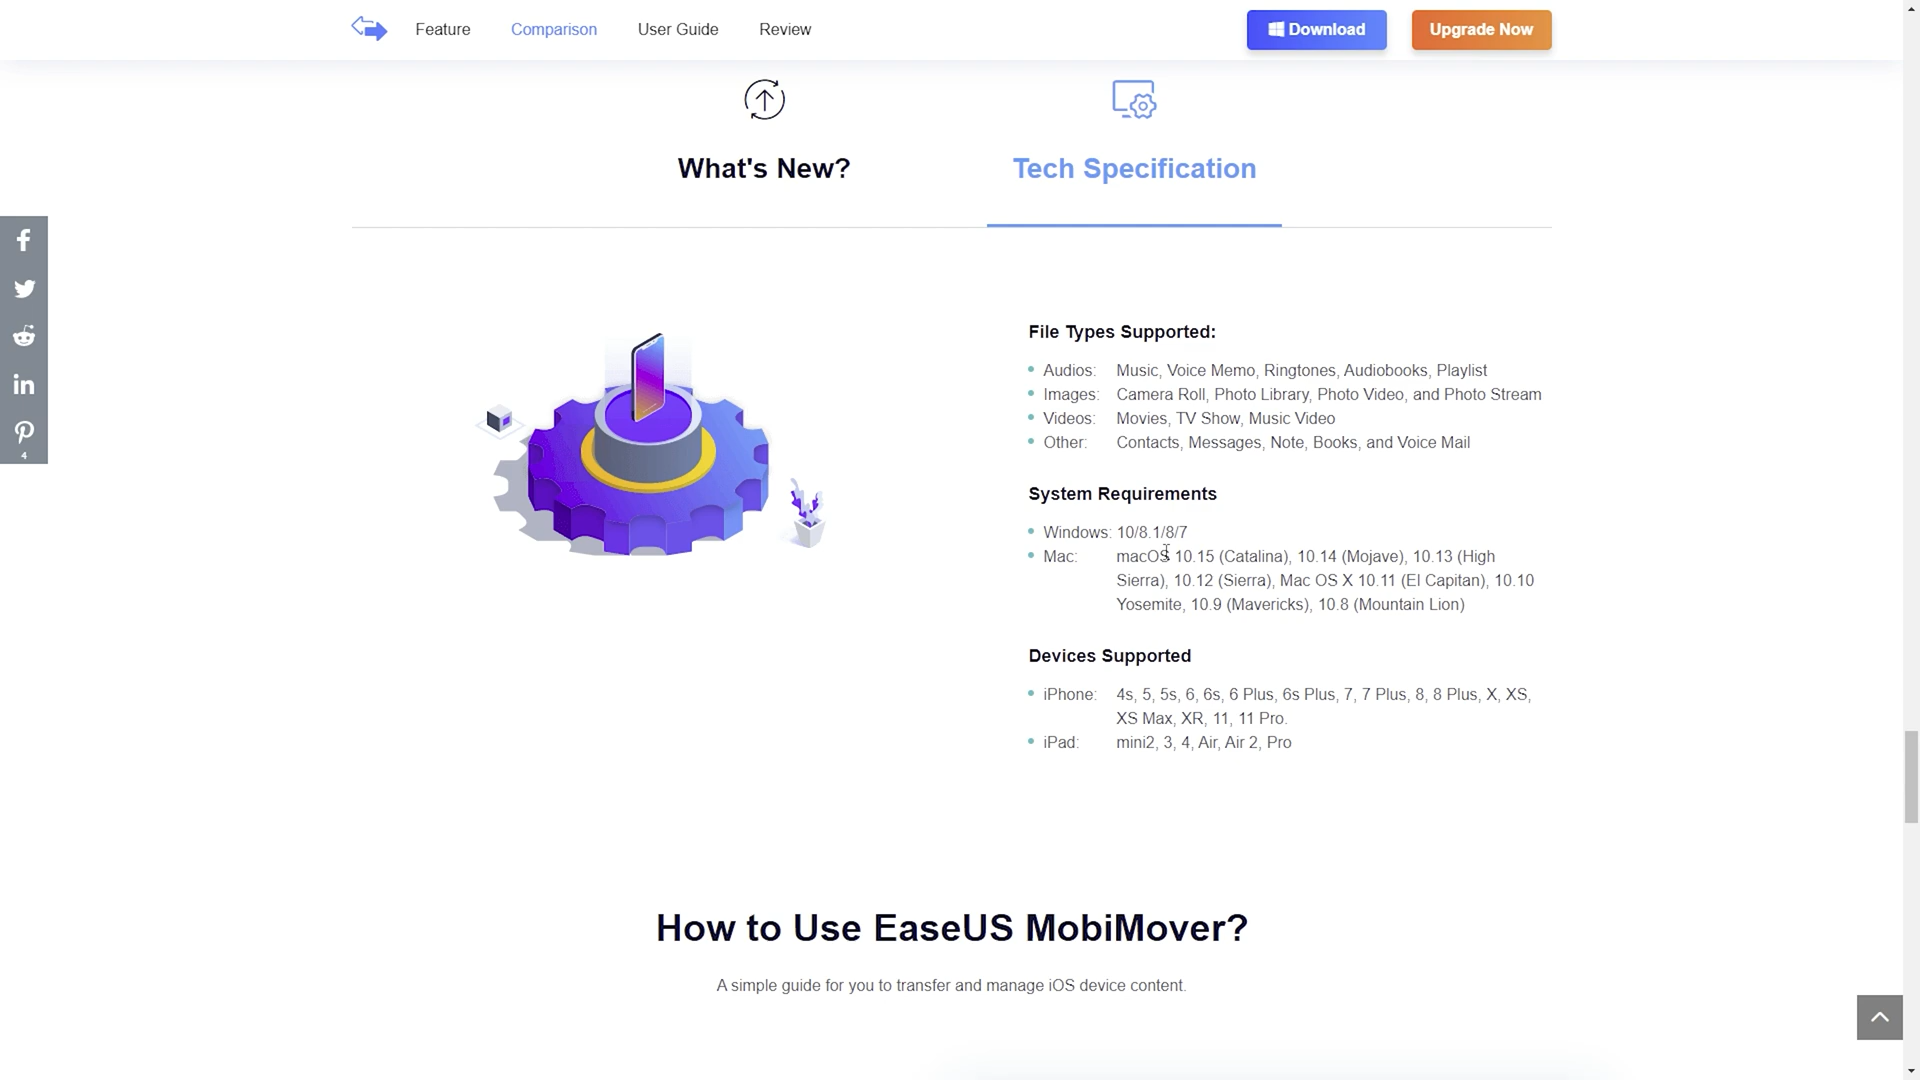 Feature Comparison User Guide Review Download Upgrade Now
What's New? Tech Specification
File Types Supported:
Audios: Music, Voice Memo, Ringtones, Audiobooks, Playlist
Images: Camera Roll, Photo Library, Photo Video, and Photo Stream
Videos: Movies, TV Show, Music Video
Other: Contacts, Messages, Note, Books, and Voice Mail
4
System Requirements
Windows: 10/8.1/8/7
Mac: macOS 10.15 (Catalina), 10.14 (Mojave), 10.13 (High
Sierra), 10.12 (Sierra), Mac OS X 10.11 (El Capitan), 10.10
Yosemite, 10.9 (Mavericks), 10.8 (Mountain Lion)
Devices Supported
iPhone: 4s, 5, 5s, 6, 6s, 6 Plus, 6s Plus, 7, 7 Plus, 8, 8 Plus, X, XS,
XS Max, XR, 11, 11 Pro.
iPad: mini2, 3, 4, Air, Air 2, Pro
How to Use EaseUS MobiMover?
A simple guide for you to transfer and manage iOS device content.